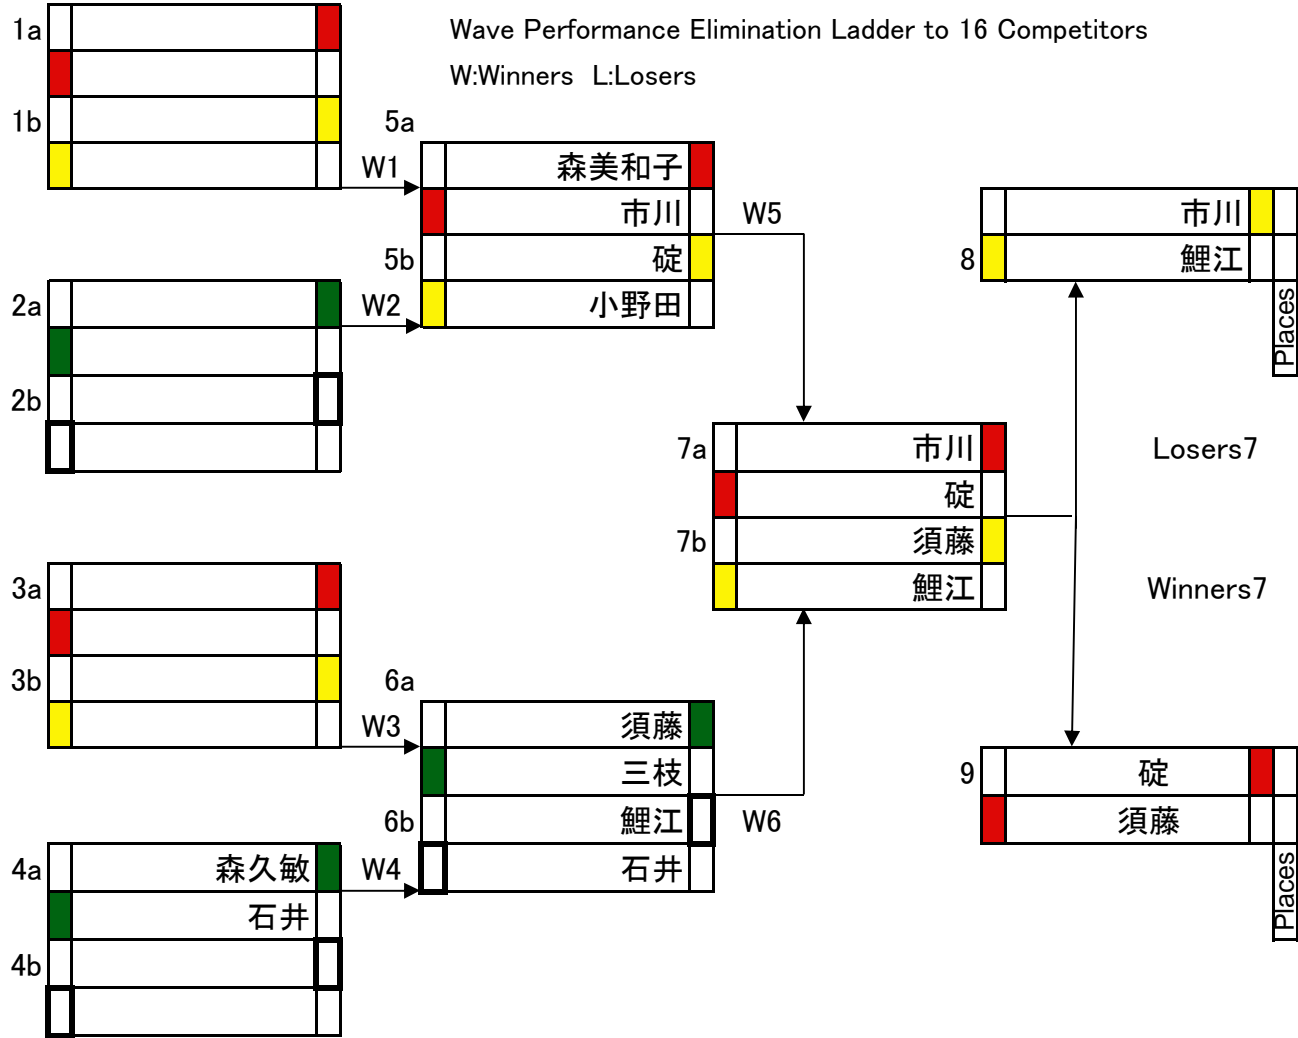 Wave Performance Elimination Ladder to 16 Competitors
W:Winners L:Losers
1a
1b
W1
2a
2b
W2
3a
3b
W3
4a
森久敏
石井
4b
W4
5a
森美和子
市川
5b
碇
小野田
W5
6a
須藤
三枝
6b
鯉江
石井
W6
7a
市川
碇
7b
須藤
鯉江
市川
8
鯉江
Places
Losers7
Winners7
9
碇
須藤
Places